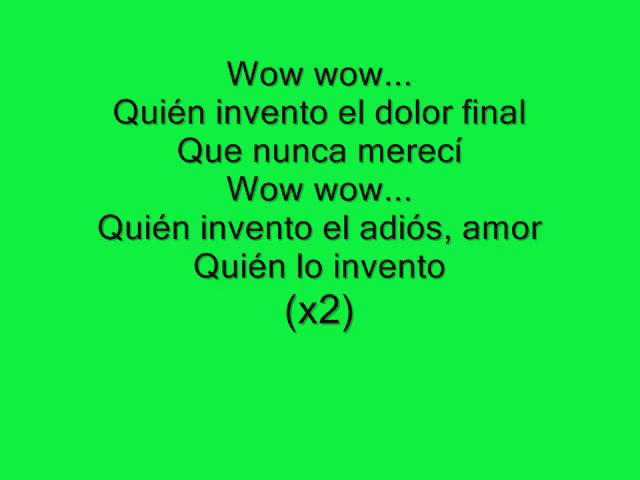 Wow wow...
Quién invento el dolor final
Que nunca merecí
Wow wow...
Quién invento el adiós, amor
Quién lo invento
(x2)